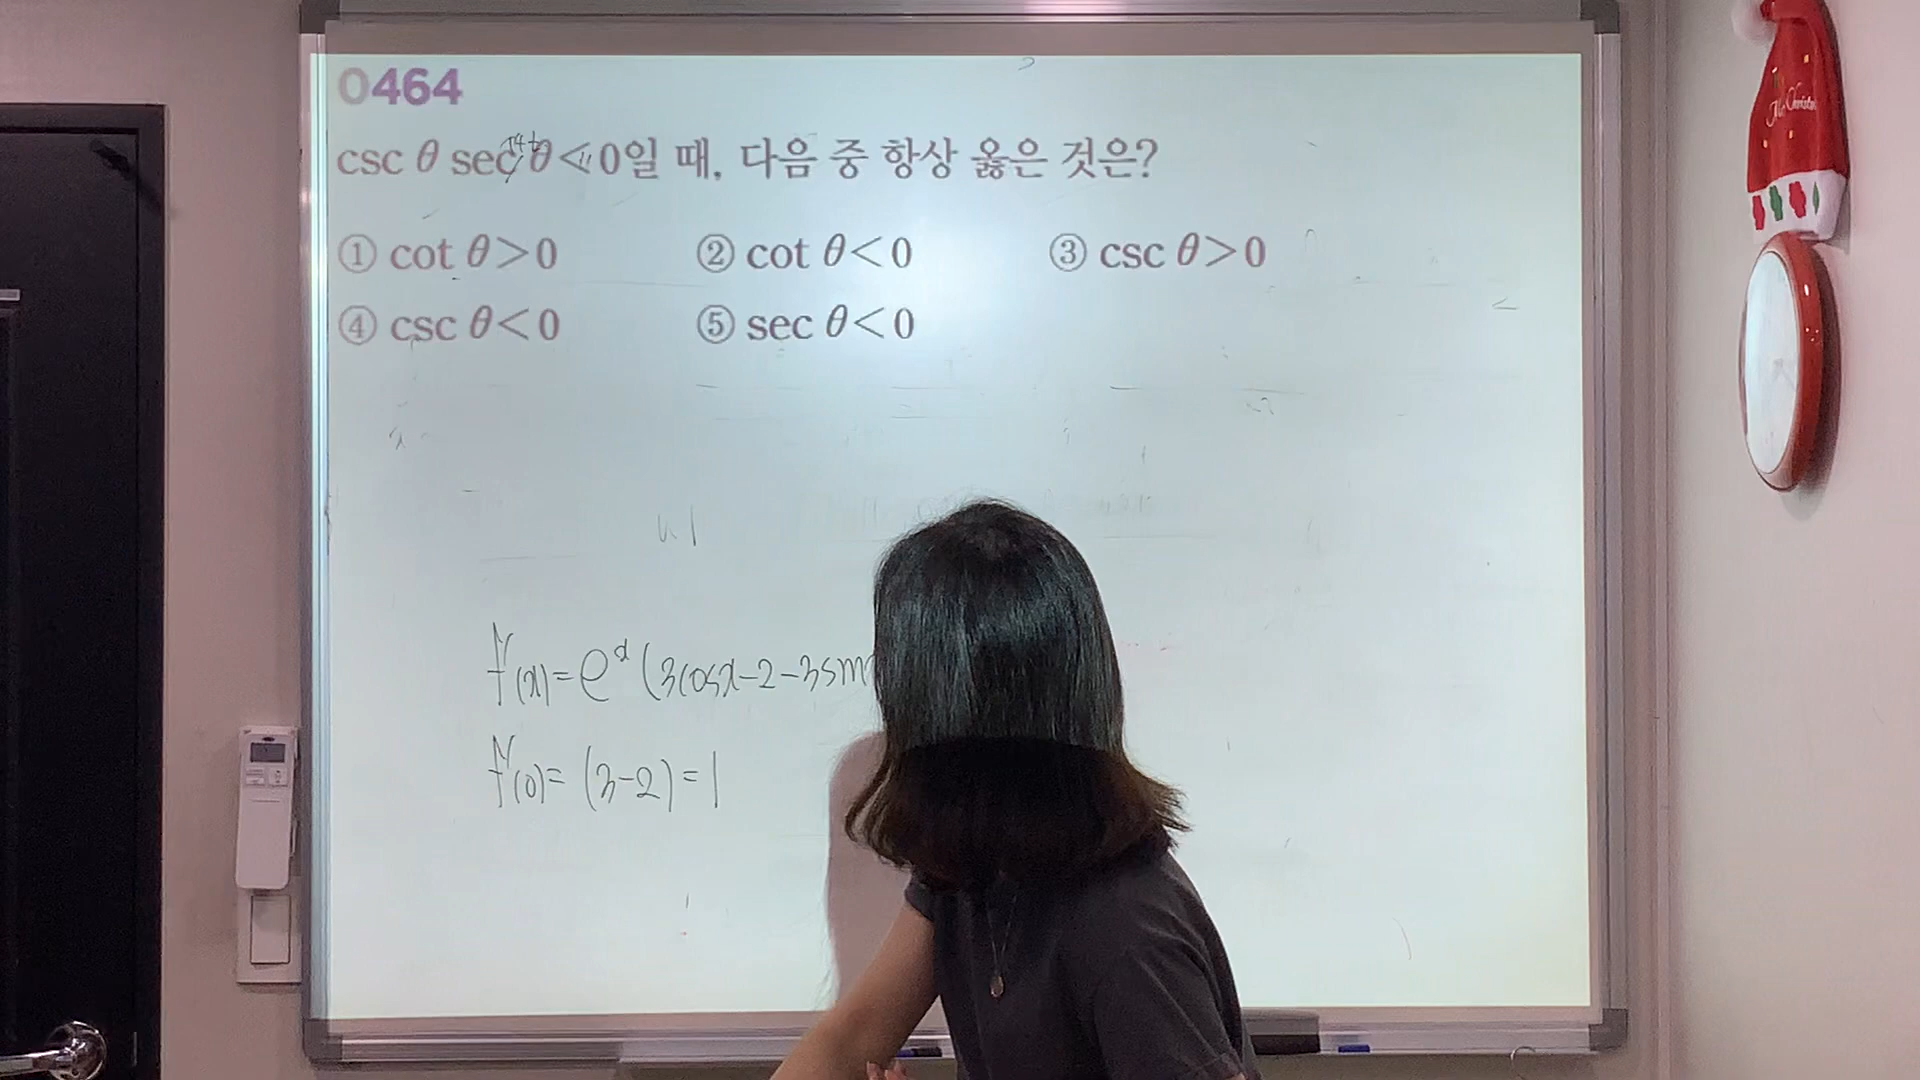 0464
csc θ sec θ<0일 때, 다음 중 항상 옳은 것은?
① cot θ>0 ② cot θ<0 ③ csc θ>0
④ csc θ<0 ⑤ sec θ<0
f''(x)=e^x(3cosx-2-3sin
f''(0)=(3-2)=1